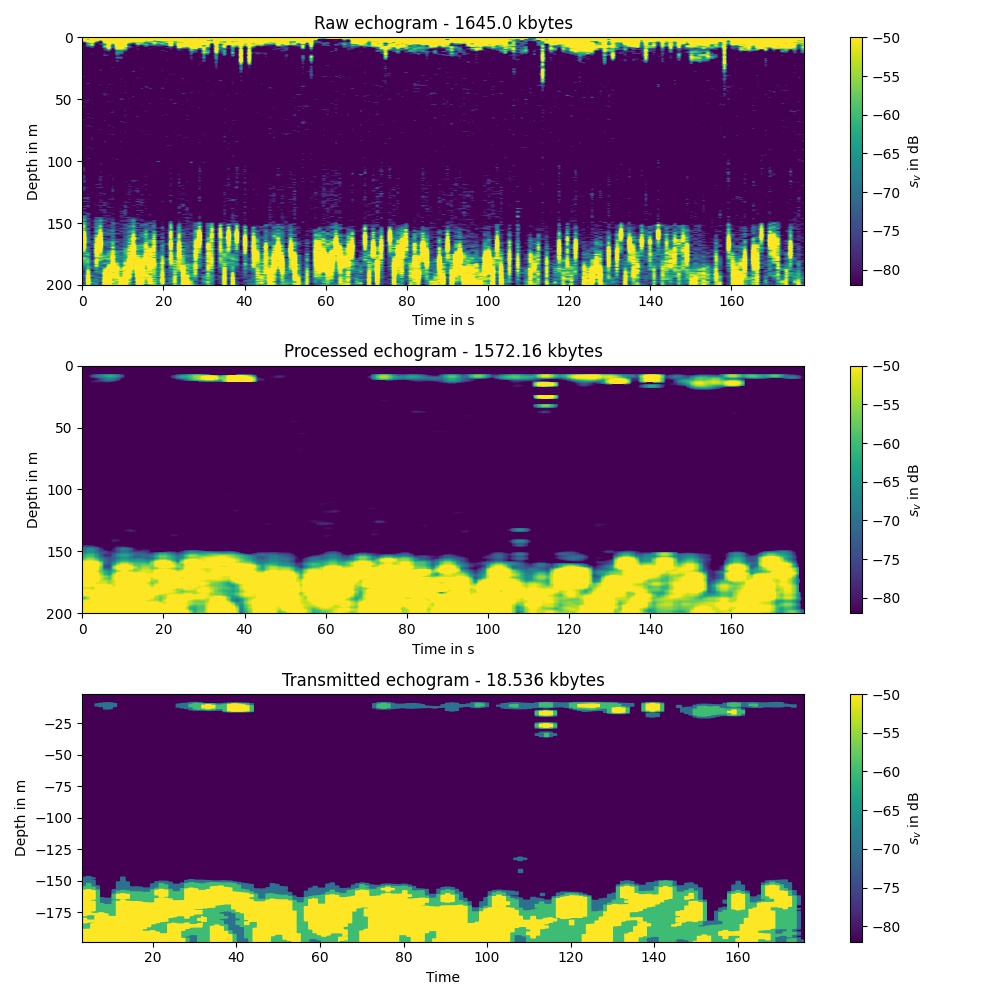 Raw echogram - 1645.0 kbytes
0
50
100
150
200
Depth in m
0 20 40 60 80 100 120 140 160
Time in s
−50
−55
−60
−65
−70
−75
−80
sv in dB
Processed echogram - 1572.16 kbytes
0
50
100
150
200
Depth in m
0 20 40 60 80 100 120 140 160
Time in s
−50
−55
−60
−65
−70
−75
−80
sv in dB
Transmitted echogram - 18.536 kbytes
−25
−50
−75
−100
−125
−150
−175
Depth in m
20 40 60 80 100 120 140 160
Time
−50
−55
−60
−65
−70
−75
−80
sv in dB